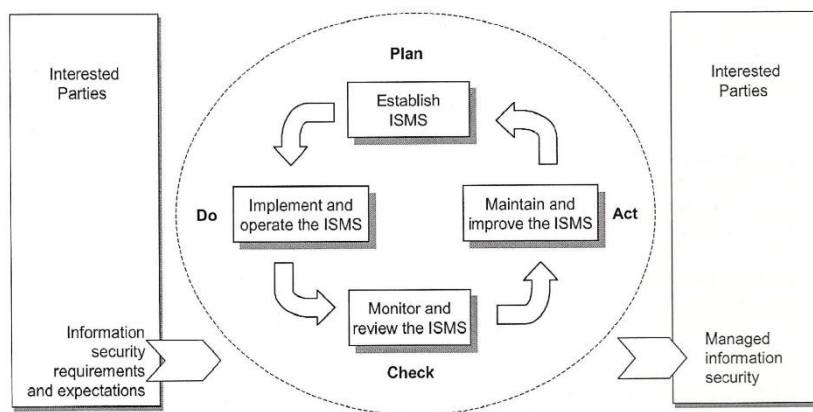 Interested
Parties
Information
security
requirements
and expectations
Plan
Establish
ISMS
Do
Implement and
operate the ISMS
Maintain and
improve the ISMS
Act
Monitor and
review the ISMS
Check
Interested
Parties
Managed
information
security